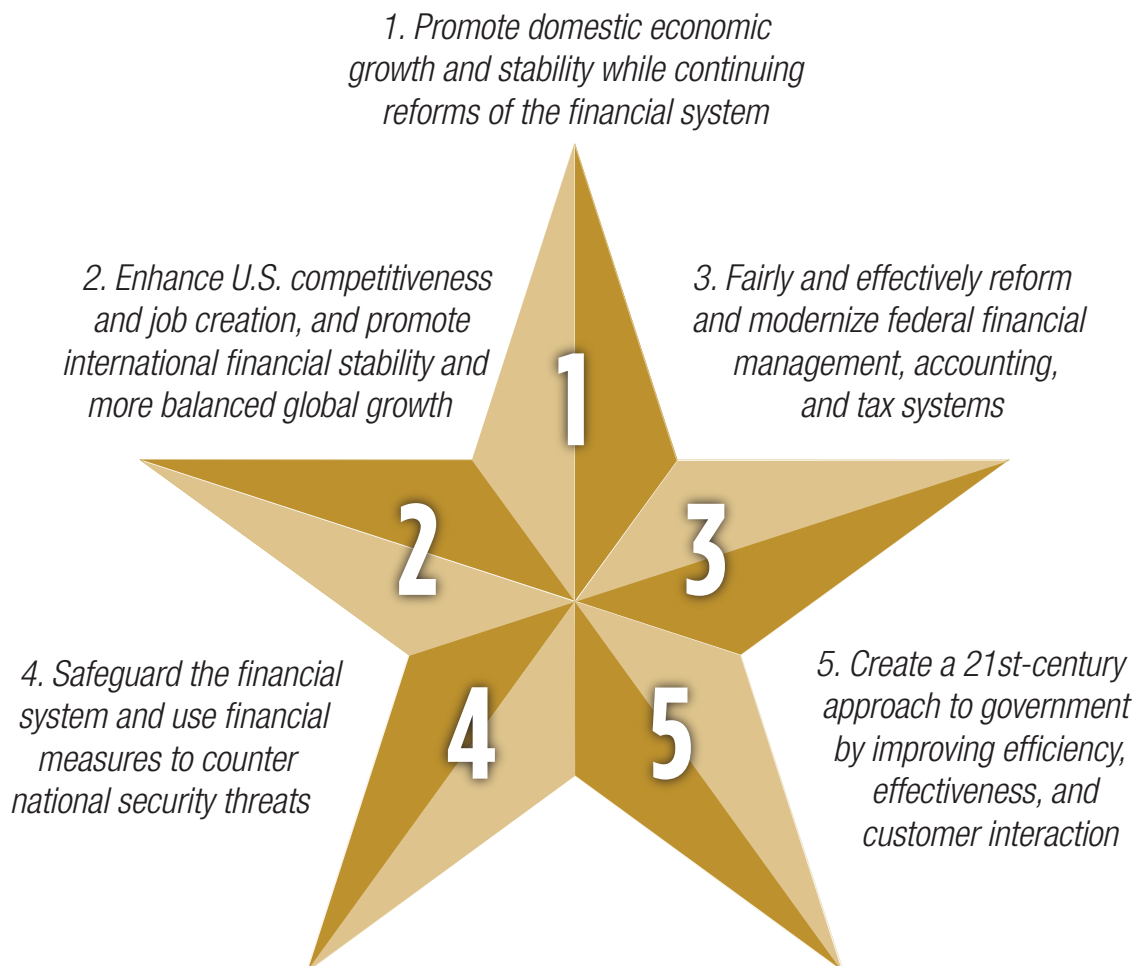 1. Promote domestic economic
growth and stability while continuing
reforms of the financial system
2. Enhance U.S. competitiveness
and job creation, and promote
international financial stability and
more balanced global growth
3. Fairly and effectively reform
and modernize federal financial
management, accounting,
and tax systems
1
2
3
4. Safeguard the financial
system and use financial
measures to counter
national security threats
5. Create a 21st-century
approach to government
by improving efficiency,
effectiveness, and
customer interaction
4
5